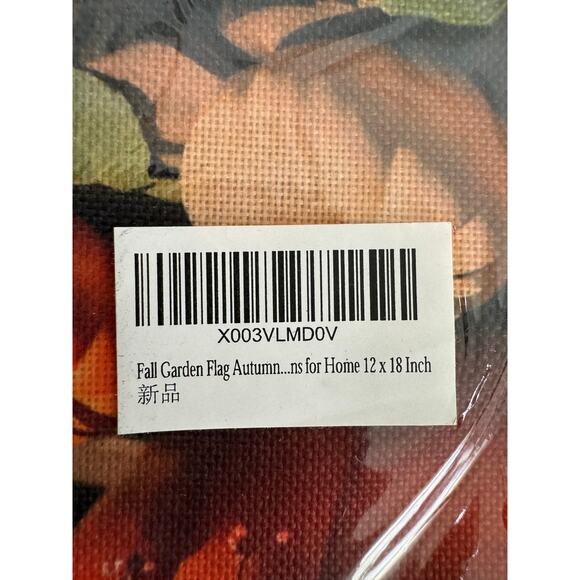 X003VLMD0V
Fall Garden Flag Autumn...ns for Home 12 x 18 Inch
新品